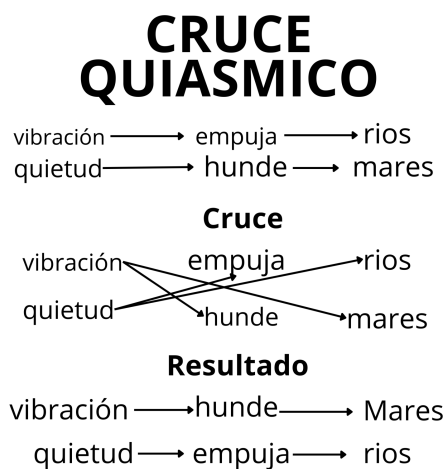 CRUCE
QUIASMICO
vibración empuja rios
quietud hunde mares
Cruce
vibración empuja rios
quietud hunde mares
Resultado
vibración hunde Mares
quietud empuja rios